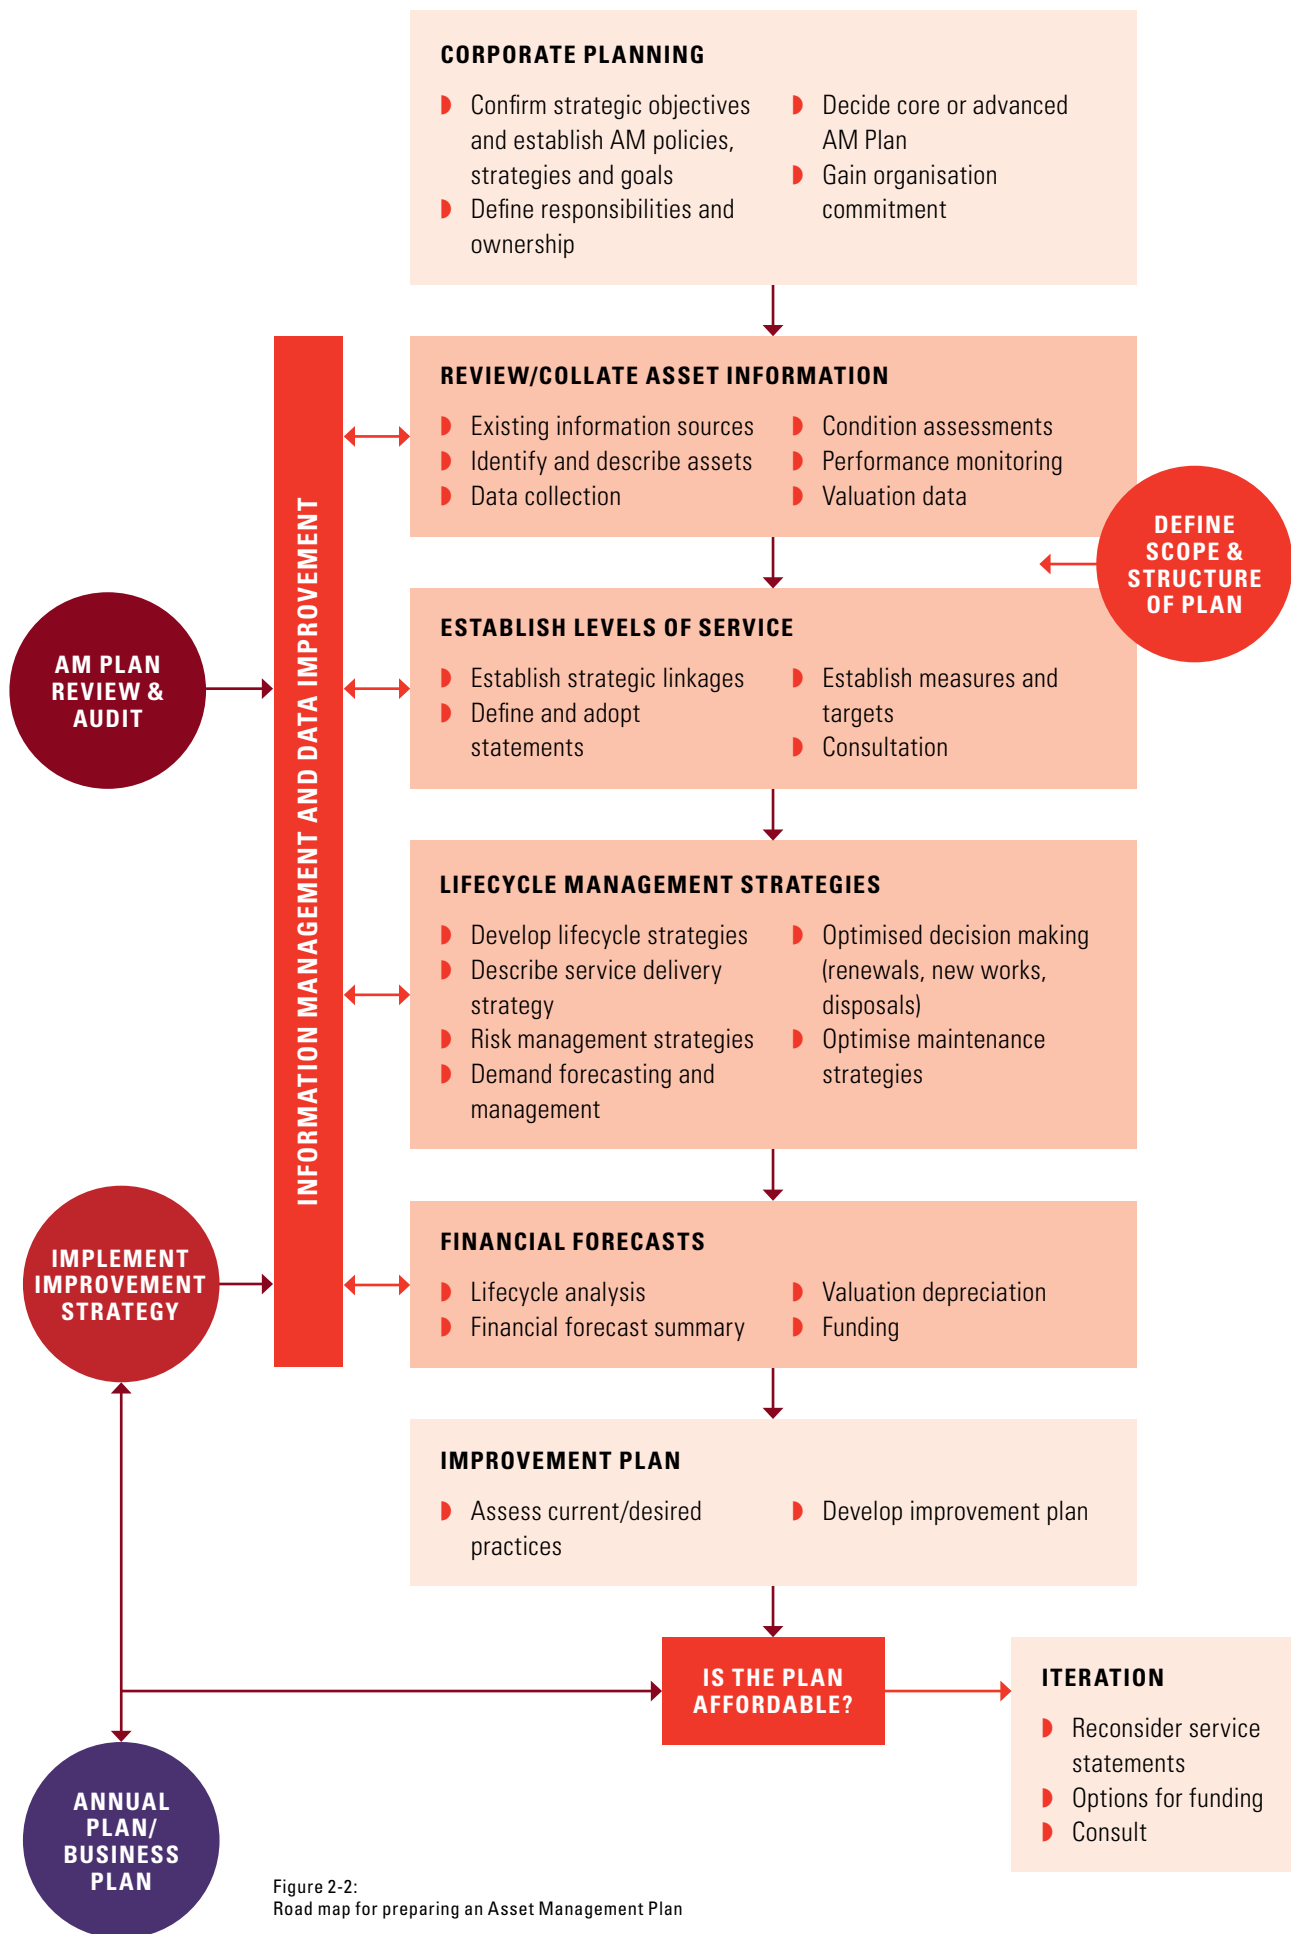 CORPORATE PLANNING
Confirm strategic objectives
and establish AM policies,
strategies and goals
Define responsibilities and
ownership
Decide core or advanced
AM Plan
Gain organisation
commitment
REVIEW/COLLATE ASSET INFORMATION
Existing information sources
Identify and describe assets
Data collection
Condition assessments
Performance monitoring
Valuation data
DEFINE
SCOPE &
STRUCTURE
OF PLAN
INFORMATION MANAGEMENT AND DATA IMPROVEMENT
AM PLAN
REVIEW &
AUDIT
ESTABLISH LEVELS OF SERVICE
Establish strategic linkages
Define and adopt
statements
Establish measures and
targets
Consultation
LIFECYCLE MANAGEMENT STRATEGIES
Develop lifecycle strategies
Describe service delivery
strategy
Risk management strategies
Demand forecasting and
management
Optimised decision making
(renewals, new works,
disposals)
Optimise maintenance
strategies
IMPLEMENT
IMPROVEMENT
STRATEGY
FINANCIAL FORECASTS
Lifecycle analysis
Financial forecast summary
Valuation depreciation
Funding
IMPROVEMENT PLAN
Assess current/desired
practices
Develop improvement plan
IS THE PLAN
AFFORDABLE?
ITERATION
Reconsider service
statements
Options for funding
Consult
ANNUAL
PLAN/
BUSINESS
PLAN
Figure 2-2:
Road map for preparing an Asset Management Plan